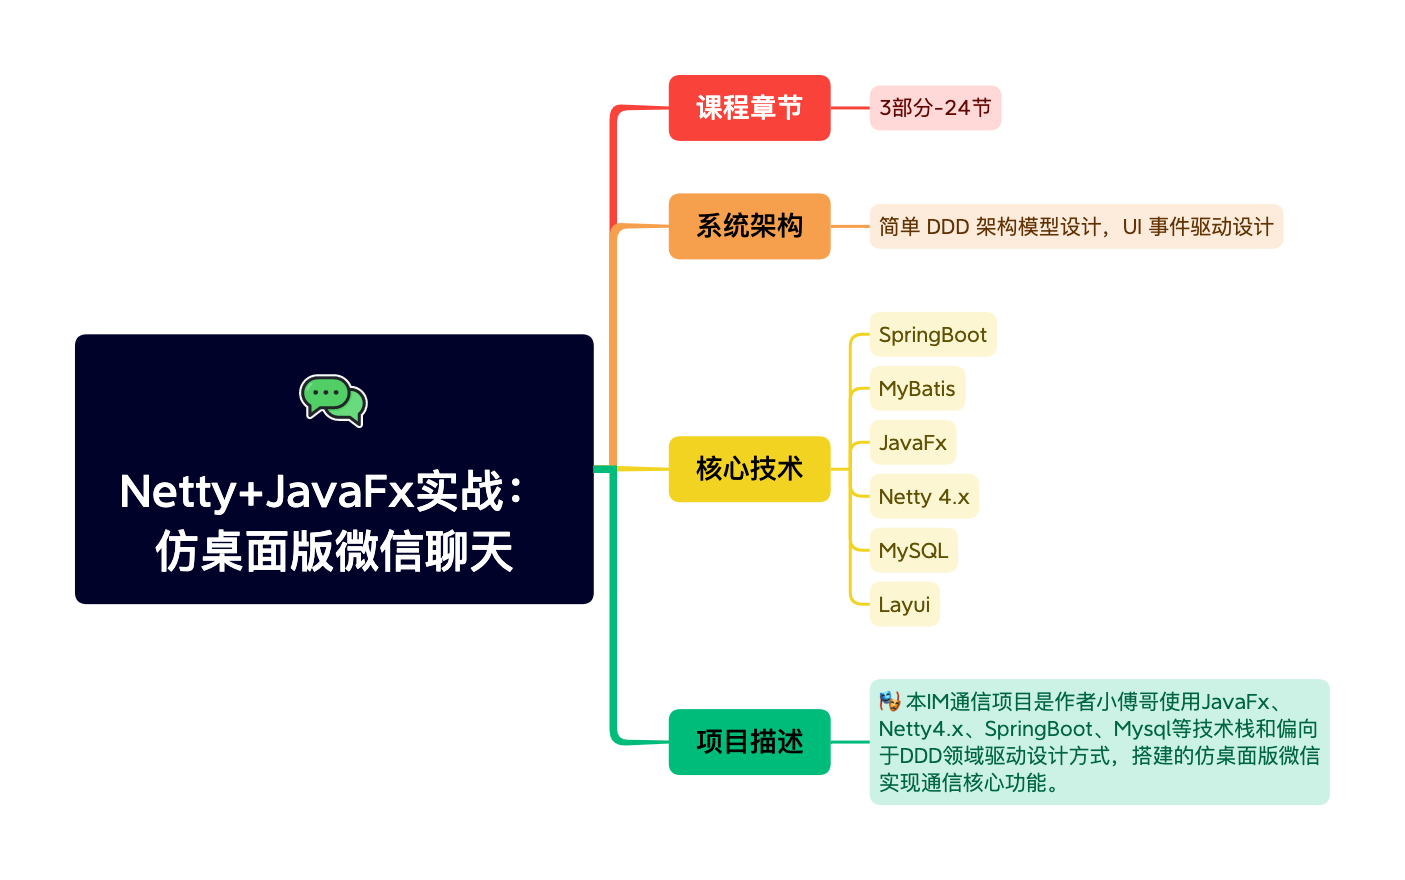 Netty+JavaFx实战：
仿桌面版微信聊天
课程章节
3部分-24节
系统架构
简单 DDD 架构模型设计，UI 事件驱动设计
核心技术
SpringBoot
MyBatis
JavaFx
Netty 4.x
MySQL
Layui
项目描述
本IM通信项目是作者小傅哥使用JavaFx、
Netty4.x、SpringBoot、Mysql等技术栈和偏向
于DDD领域驱动设计方式，搭建的仿桌面版微信
实现通信核心功能。